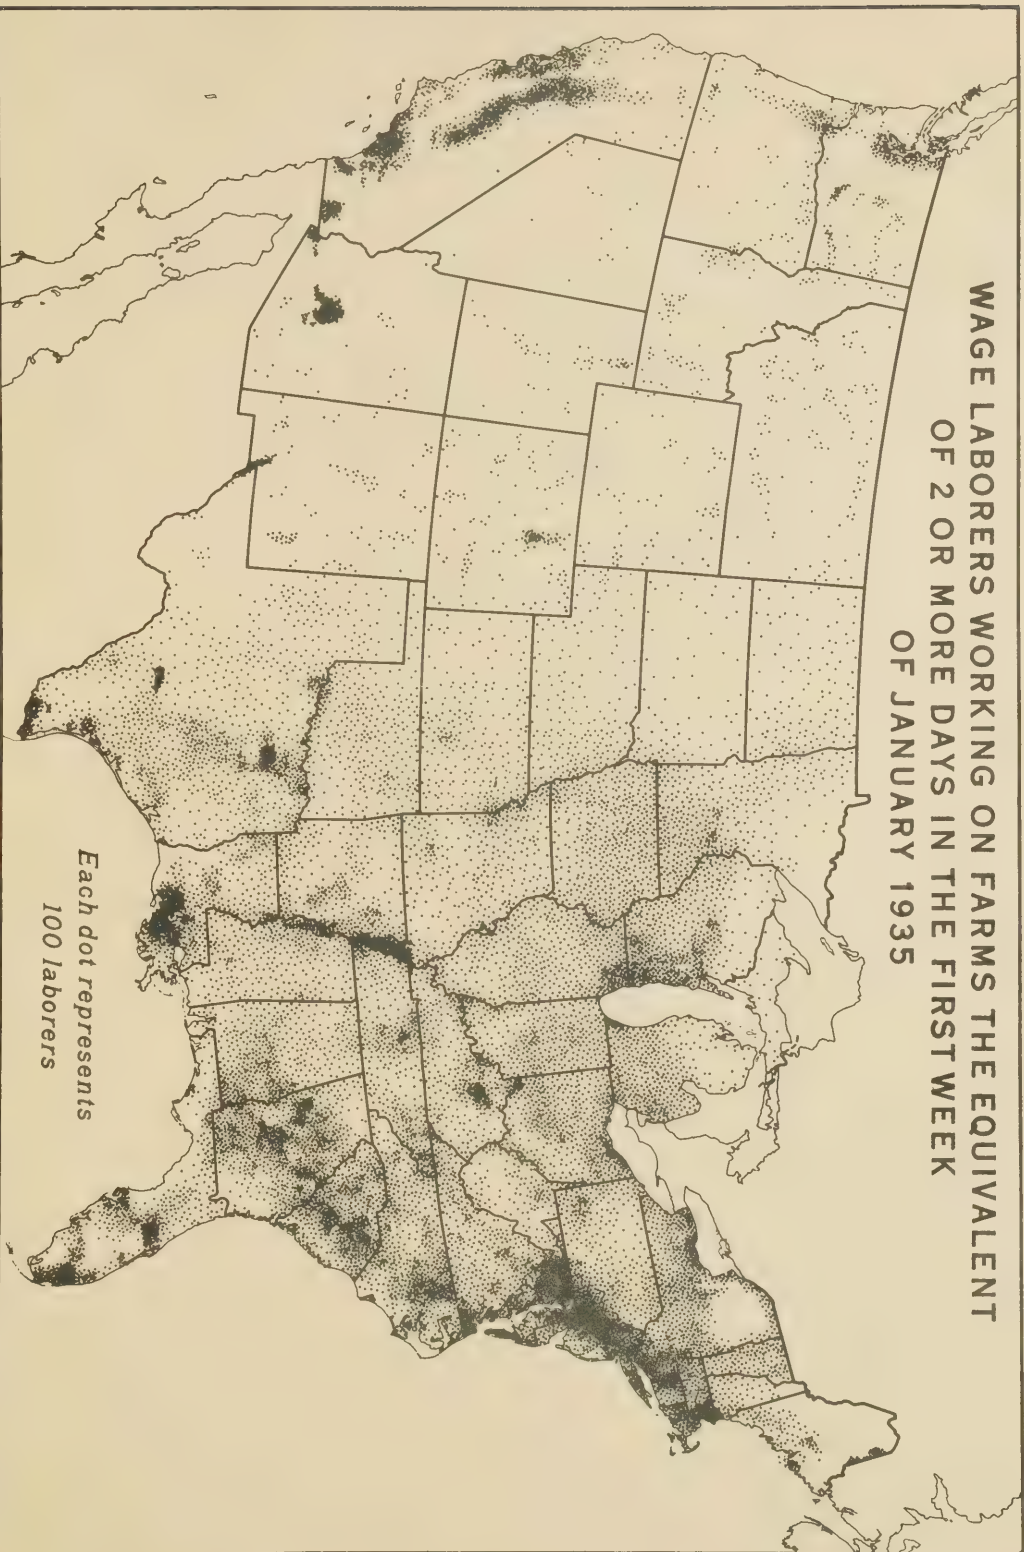 WAGE LABORERS WORKING ON FARMS THE EQUIVALENT
OF 2 OR MORE DAYS IN THE FIRST WEEK
OF JANUARY 1935
Each dot represents
100 laborers